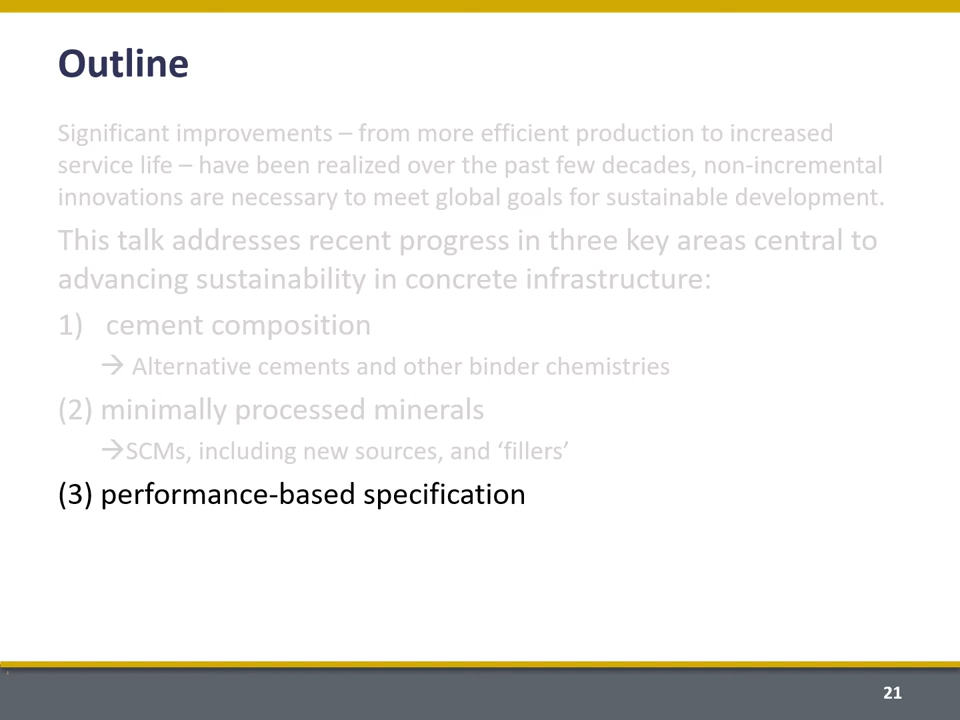 Outline
Significant improvements – from more efficient production to increased
service life – have been realized over the past few decades, non-incremental
innovations are necessary to meet global goals for sustainable development.
This talk addresses recent progress in three key areas central to
advancing sustainability in concrete infrastructure:
1) cement composition
→ Alternative cements and other binder chemistries
(2) minimally processed minerals
→SCMs, including new sources, and ‘fillers’
(3) performance-based specification
21